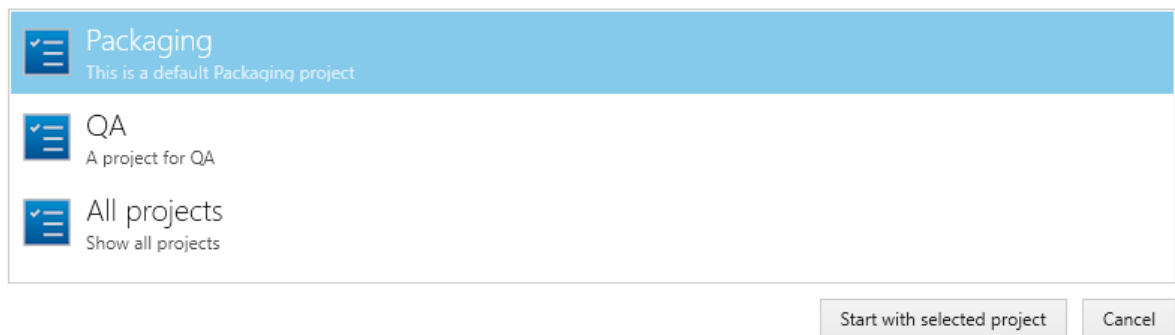 Packaging
This is a default Packaging project
QA
A project for QA
All projects
Show all projects
Start with selected project
Cancel